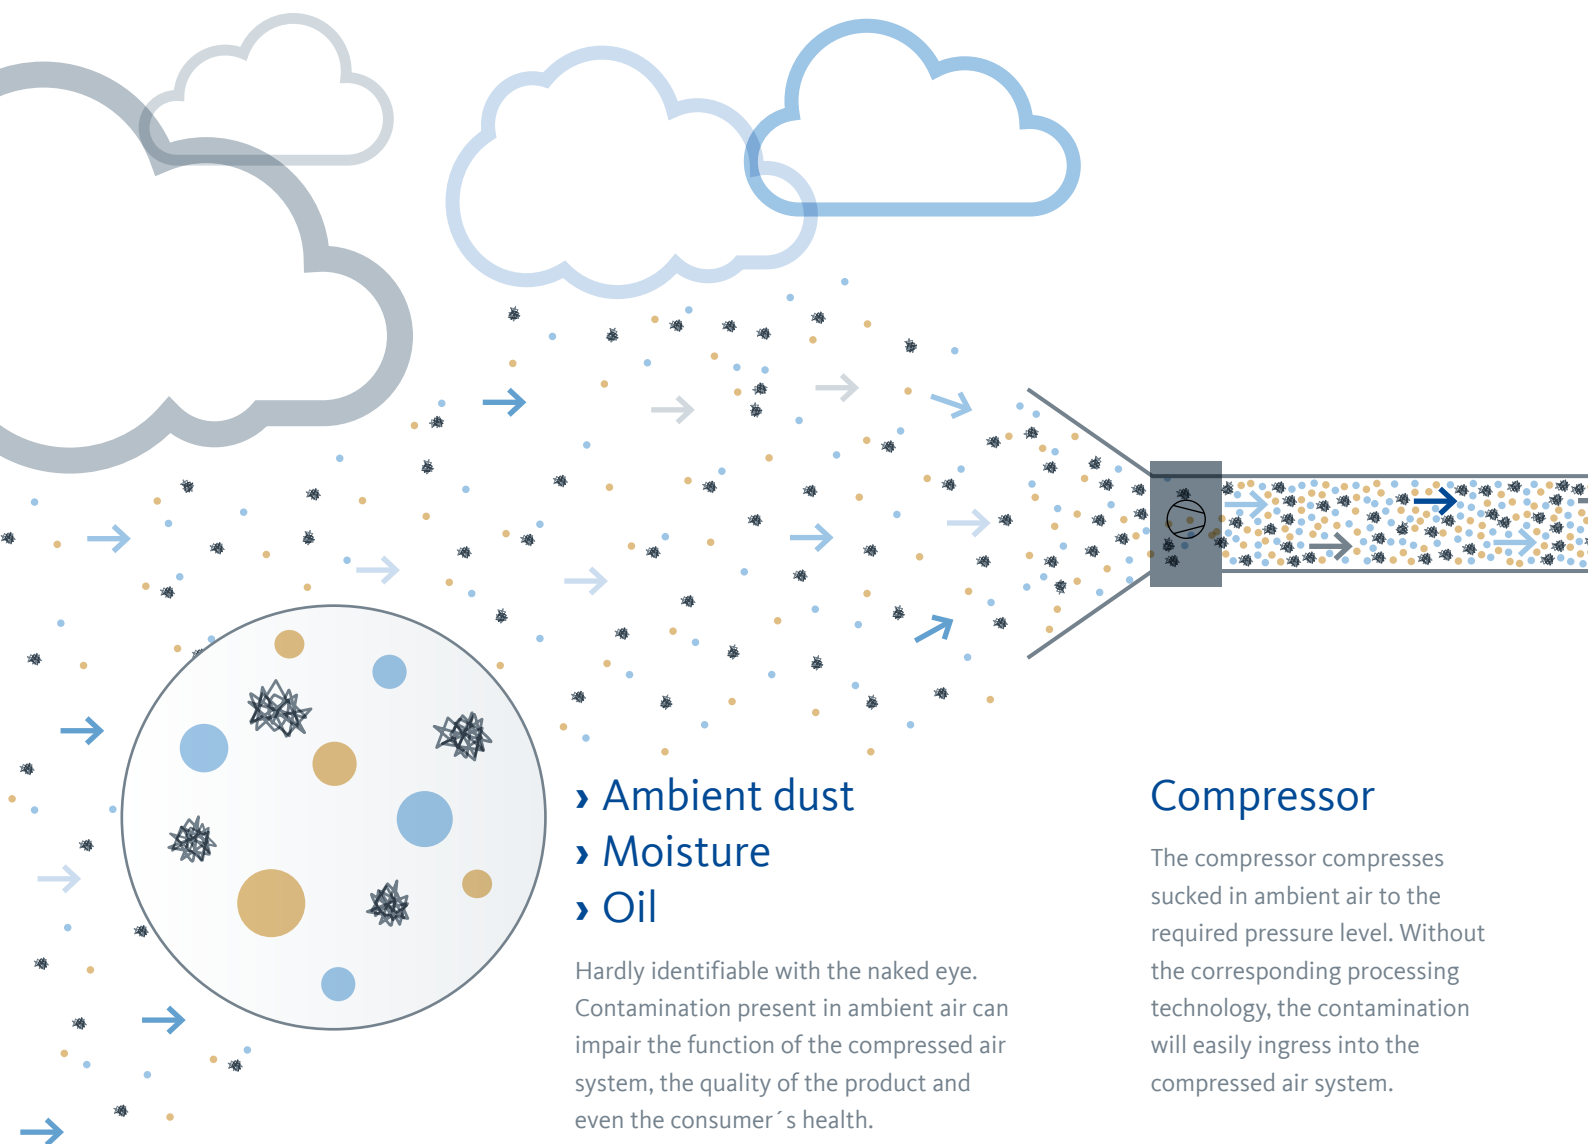 › Ambient dust
› Moisture
› Oil
Hardly identifiable with the naked eye.
Contamination present in ambient air can
impair the function of the compressed air
system, the quality of the product and
even the consumer´s health.
Compressor
The compressor compresses
sucked in ambient air to the
required pressure level. Without
the corresponding processing
technology, the contamination
will easily ingress into the
compressed air system.